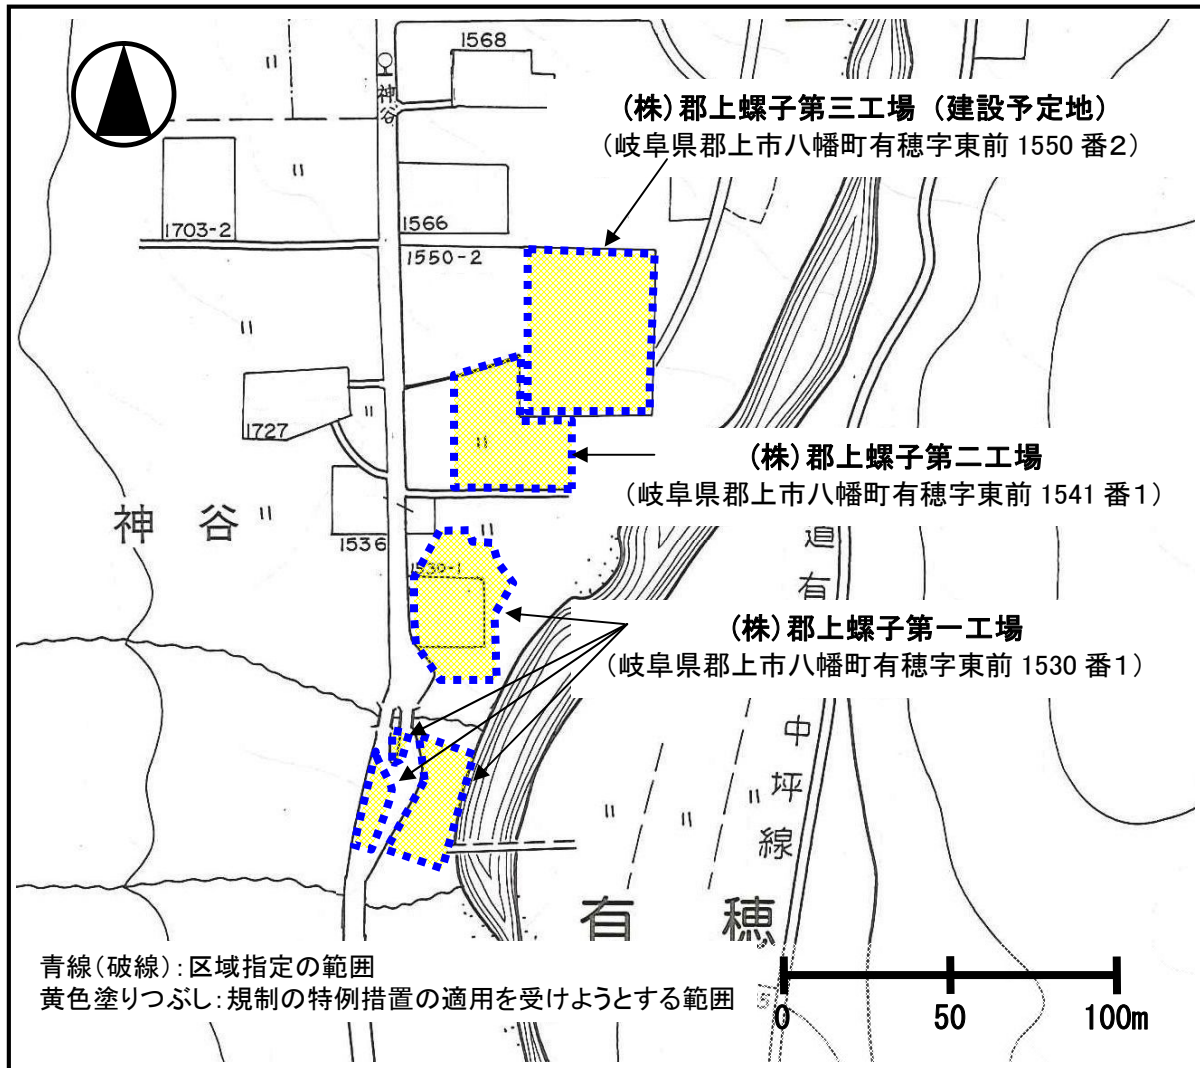 1568
神谷
(株)郡上螺子第三工場（建設予定地）
（岐阜県郡上市八幡町有穂字東前 1550 番２）
1703-2
1566
1550-2
1727
(株)郡上螺子第二工場
（岐阜県郡上市八幡町有穂字東前 1541 番１）
神谷
1536
1530-1
道有
(株)郡上螺子第一工場
（岐阜県郡上市八幡町有穂字東前 1530 番１）
中坪線
有穂
青線（破線）：区域指定の範囲
黄色塗りつぶし：規制の特例措置の適用を受けようとする範囲
0 50 100m